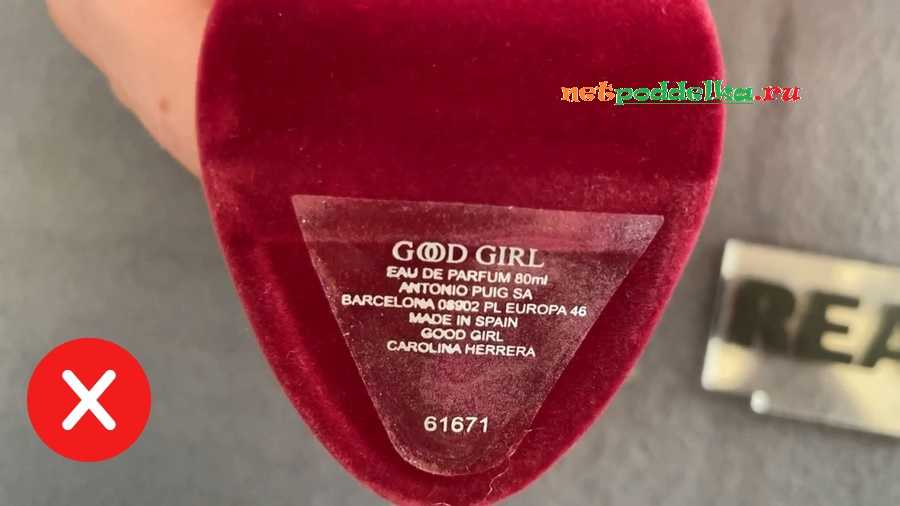 netpoddelka.ru
GOOD GIRL
EAU DE PARFUM 80ml
ANTONIO PUIG SA
BARCELONA 08902 PL EUROPA 46
MADE IN SPAIN
GOOD GIRL
CAROLINA HERRERA
61671
REA